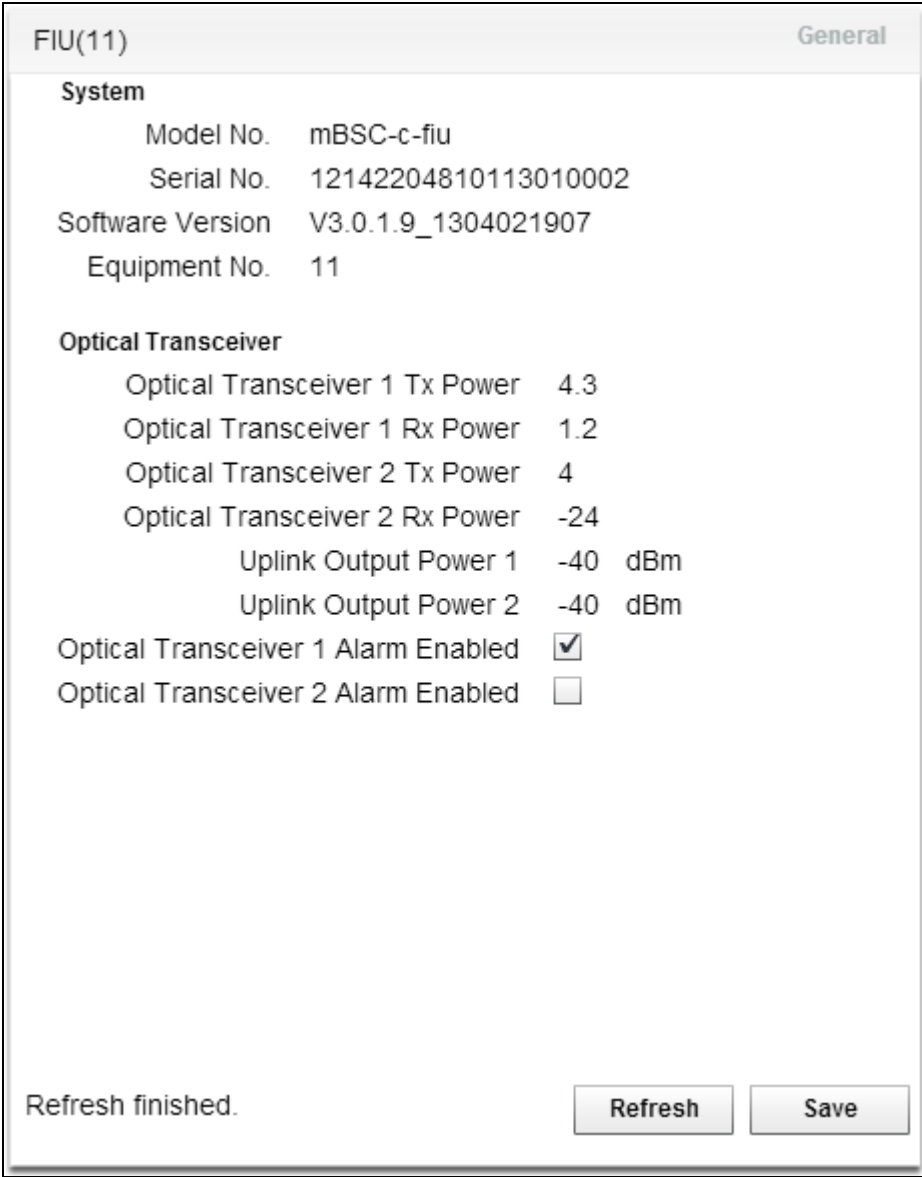 FIU(11) General
System
Model No. mBSC-c-fiu
Serial No. 12142204810113010002
Software Version V3.0.1.9_1304021907
Equipment No. 11
Optical Transceiver
Optical Transceiver 1 Tx Power 4.3
Optical Transceiver 1 Rx Power 1.2
Optical Transceiver 2 Tx Power 4
Optical Transceiver 2 Rx Power -24
Uplink Output Power 1 -40 dBm
Uplink Output Power 2 -40 dBm
Optical Transceiver 1 Alarm Enabled
Optical Transceiver 2 Alarm Enabled
Refresh finished. Refresh Save